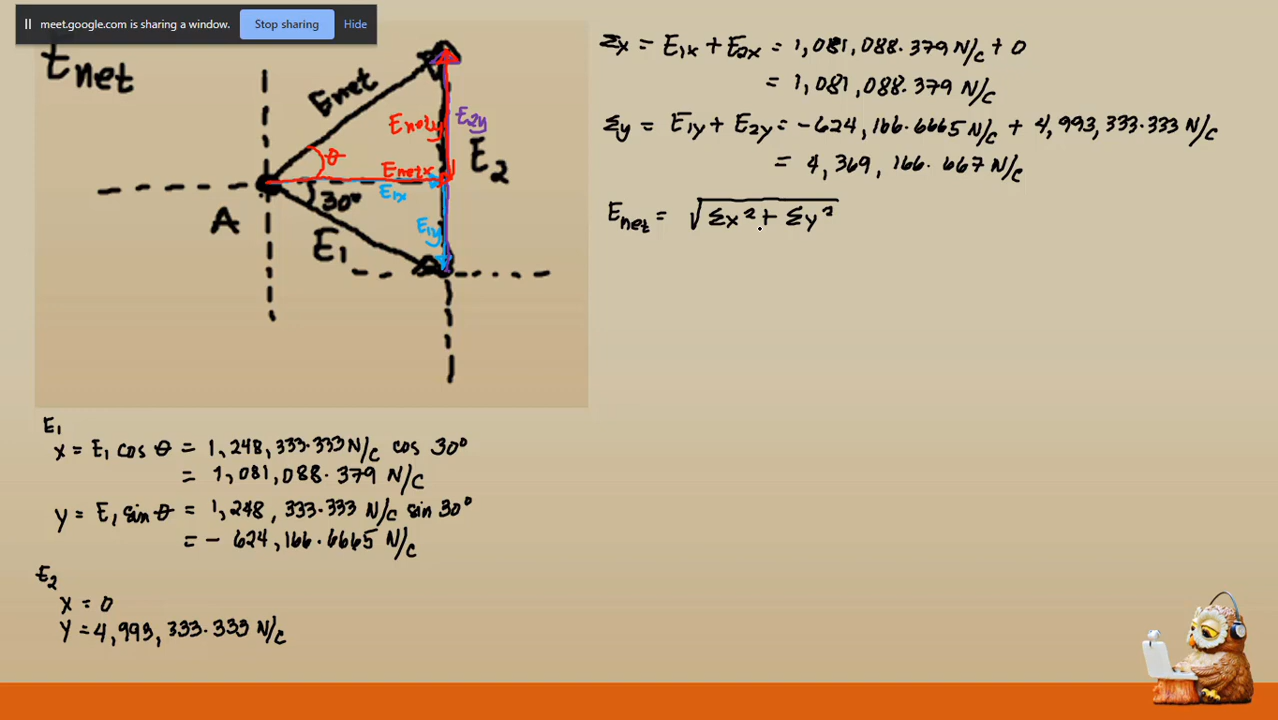 meet.google.com is sharing a window. Stop sharing Hide
Enet
Enet
Enety
E2y
E2
θ
Enetx
E1x
30°
A
E1y
E1
Σx = E1x + E2x = 1,081,088.379 N/C + 0
= 1,081,088.379 N/C
Σy = E1y + E2y = -624,166.6665 N/C + 4,993,333.333 N/C
= 4,369,166.667 N/C
Enet = √Σx² + Σy²
E1
x = E1 cos θ = 1,248,333.333 N/C cos 30°
= 1,081,088.379 N/C
y = E1 sin θ = 1,248,333.333 N/C sin 30°
= - 624,166.6665 N/C
E2
x = 0
y = 4,993,333.333 N/C